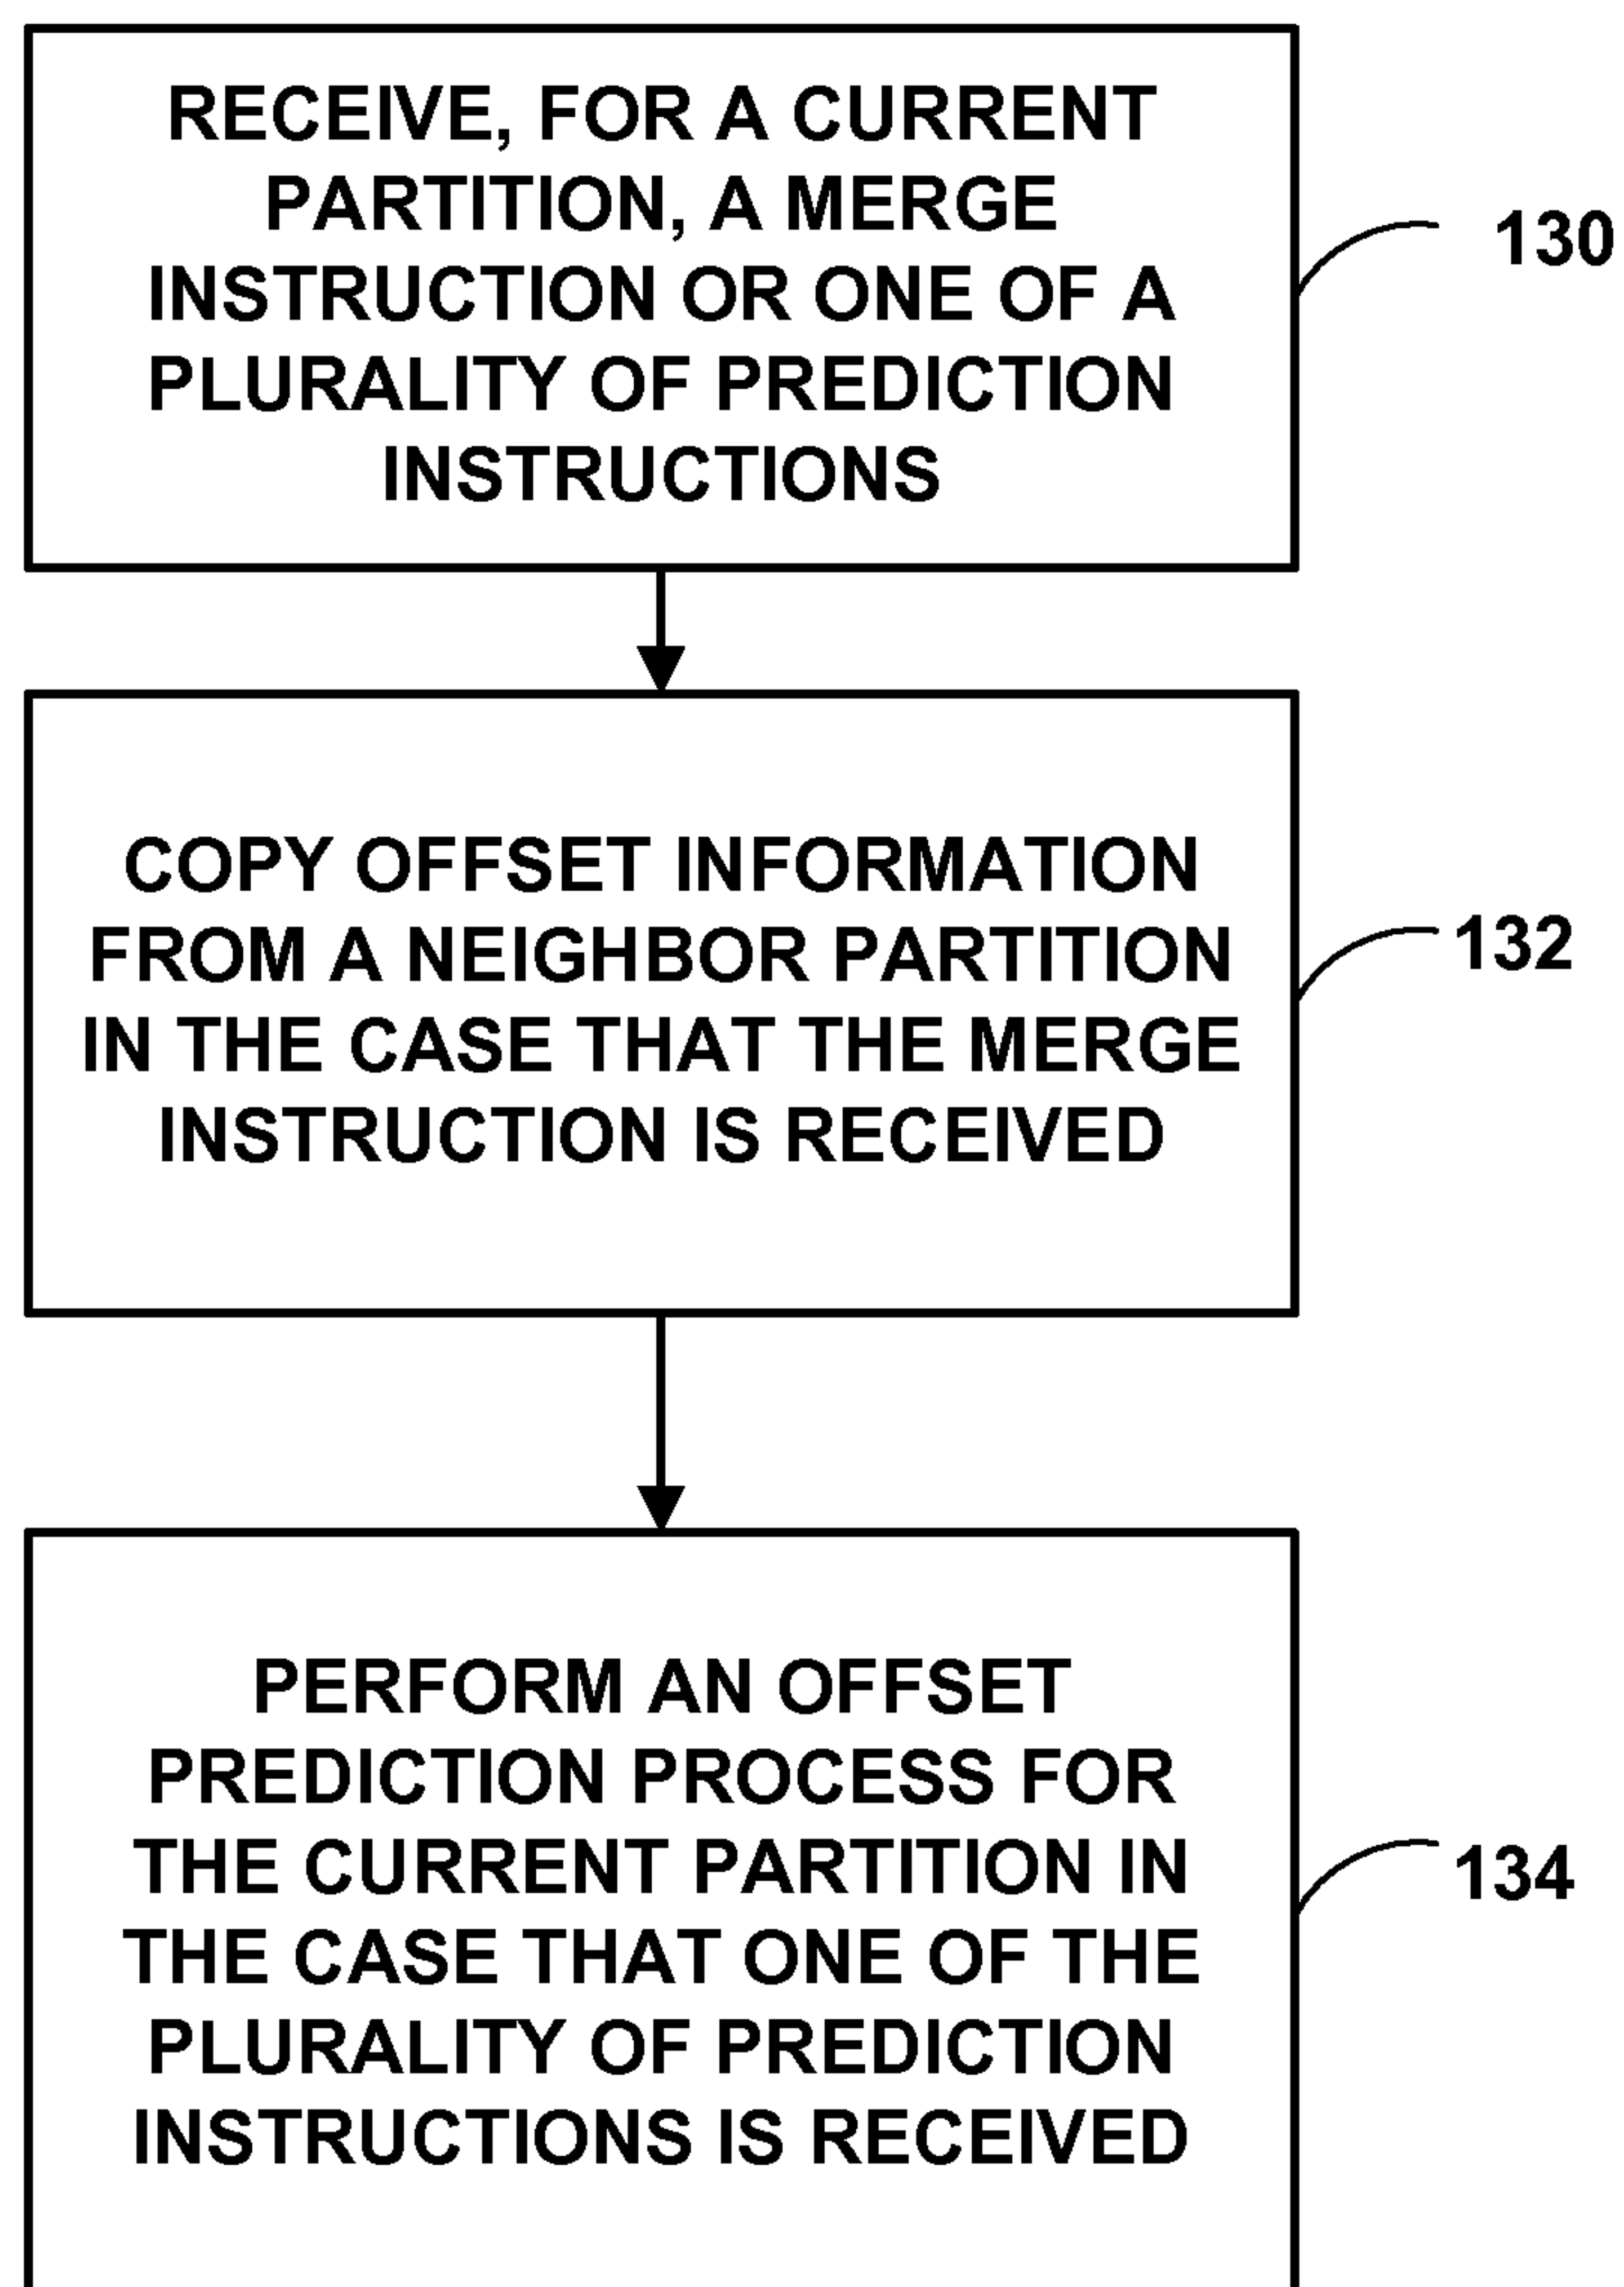 RECEIVE, FOR A CURRENT
PARTITION, A MERGE
INSTRUCTION OR ONE OF A
PLURALITY OF PREDICTION
INSTRUCTIONS
130
COPY OFFSET INFORMATION
FROM A NEIGHBOR PARTITION
IN THE CASE THAT THE MERGE
INSTRUCTION IS RECEIVED
132
PERFORM AN OFFSET
PREDICTION PROCESS FOR
THE CURRENT PARTITION IN
THE CASE THAT ONE OF THE
PLURALITY OF PREDICTION
INSTRUCTIONS IS RECEIVED
134